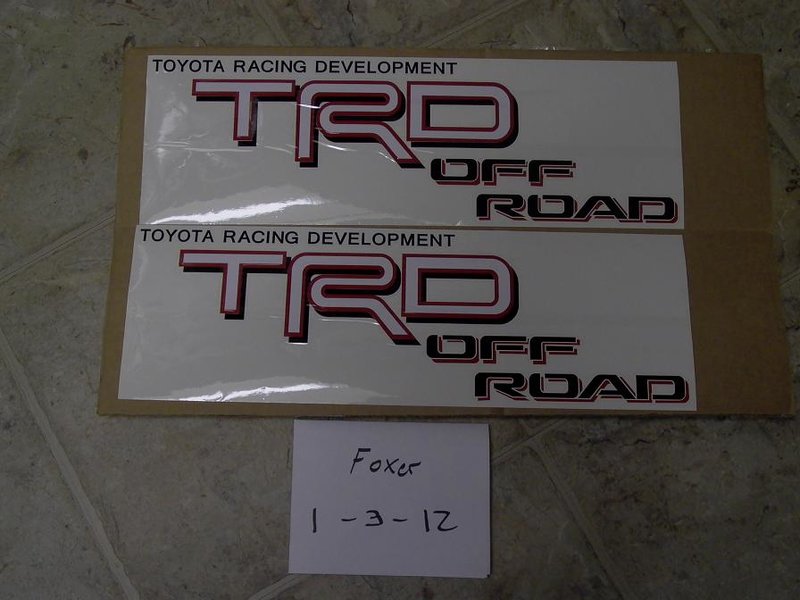 TOYOTA RACING DEVELOPMENT
TRD
OFF
ROAD
TOYOTA RACING DEVELOPMENT
TRD
OFF
ROAD
Foxer
1-3-12